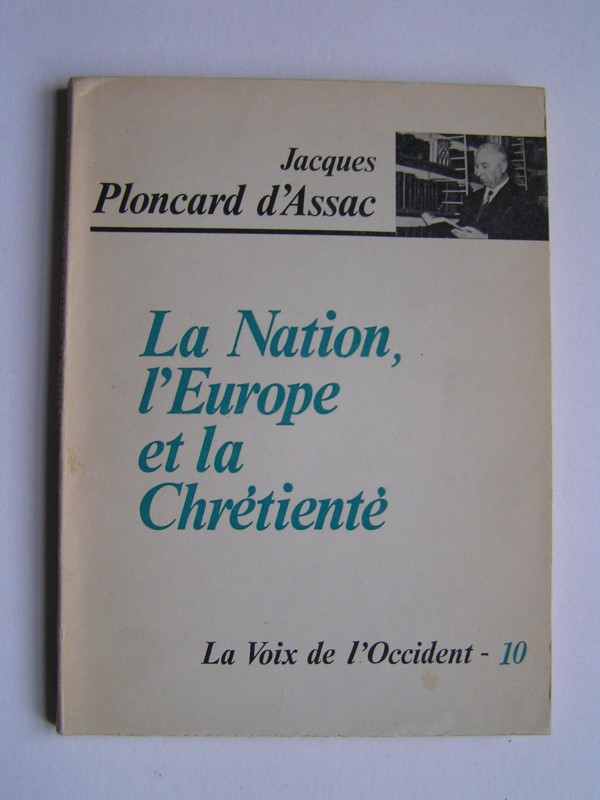 Jacques
Ploncard d'Assac
La Nation,
l'Europe
et la
Chrétienté
La Voix de l'Occident - 10